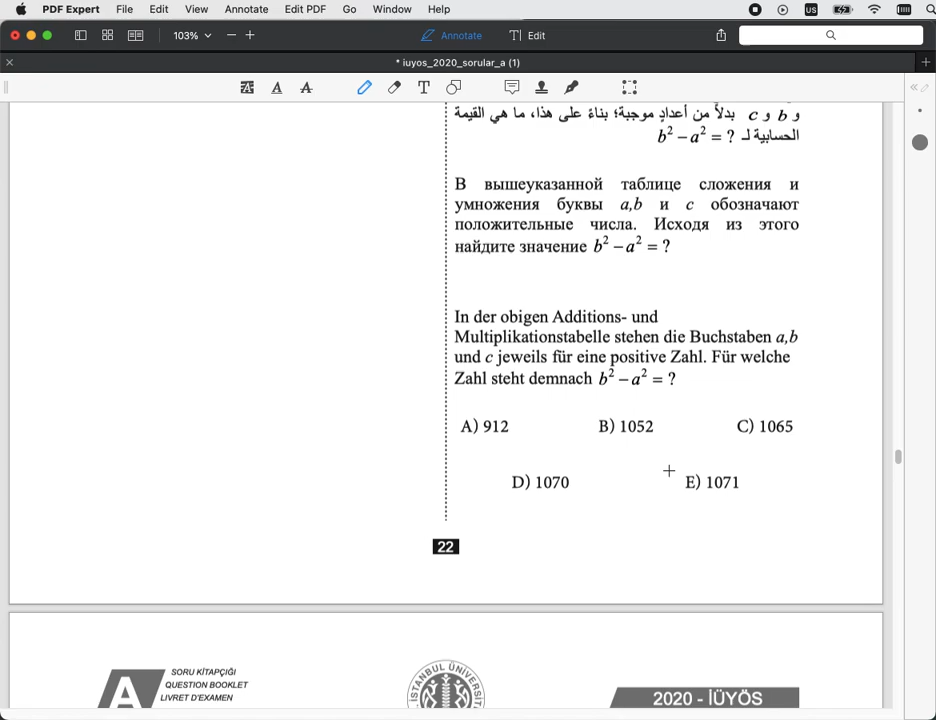 PDF Expert File Edit View Annotate Edit PDF Go Window Help US
103% Annotate T Edit
* iuyos_2020_sorular_a (1)
A A A T
و b و c بدلاً من أعدادٍ موجبة؛ بناءً على هذا، ما هي القيمة
الحسابية لـ b² – a² = ?
В вышеуказанной таблице сложения и
умножения буквы a,b и c обозначают
положительные числа. Исходя из этого
найдите значение b² – a² = ?
In der obigen Additions- und
Multiplikationstabelle stehen die Buchstaben a,b
und c jeweils für eine positive Zahl. Für welche
Zahl steht demnach b² – a² = ?
A) 912 B) 1052 C) 1065
D) 1070 E) 1071
22
A
SORU KİTAPÇIĞI
QUESTION BOOKLET
LIVRET D'EXAMEN
İSTANBUL ÜNİVERSİT
2020 - İÜYÖS